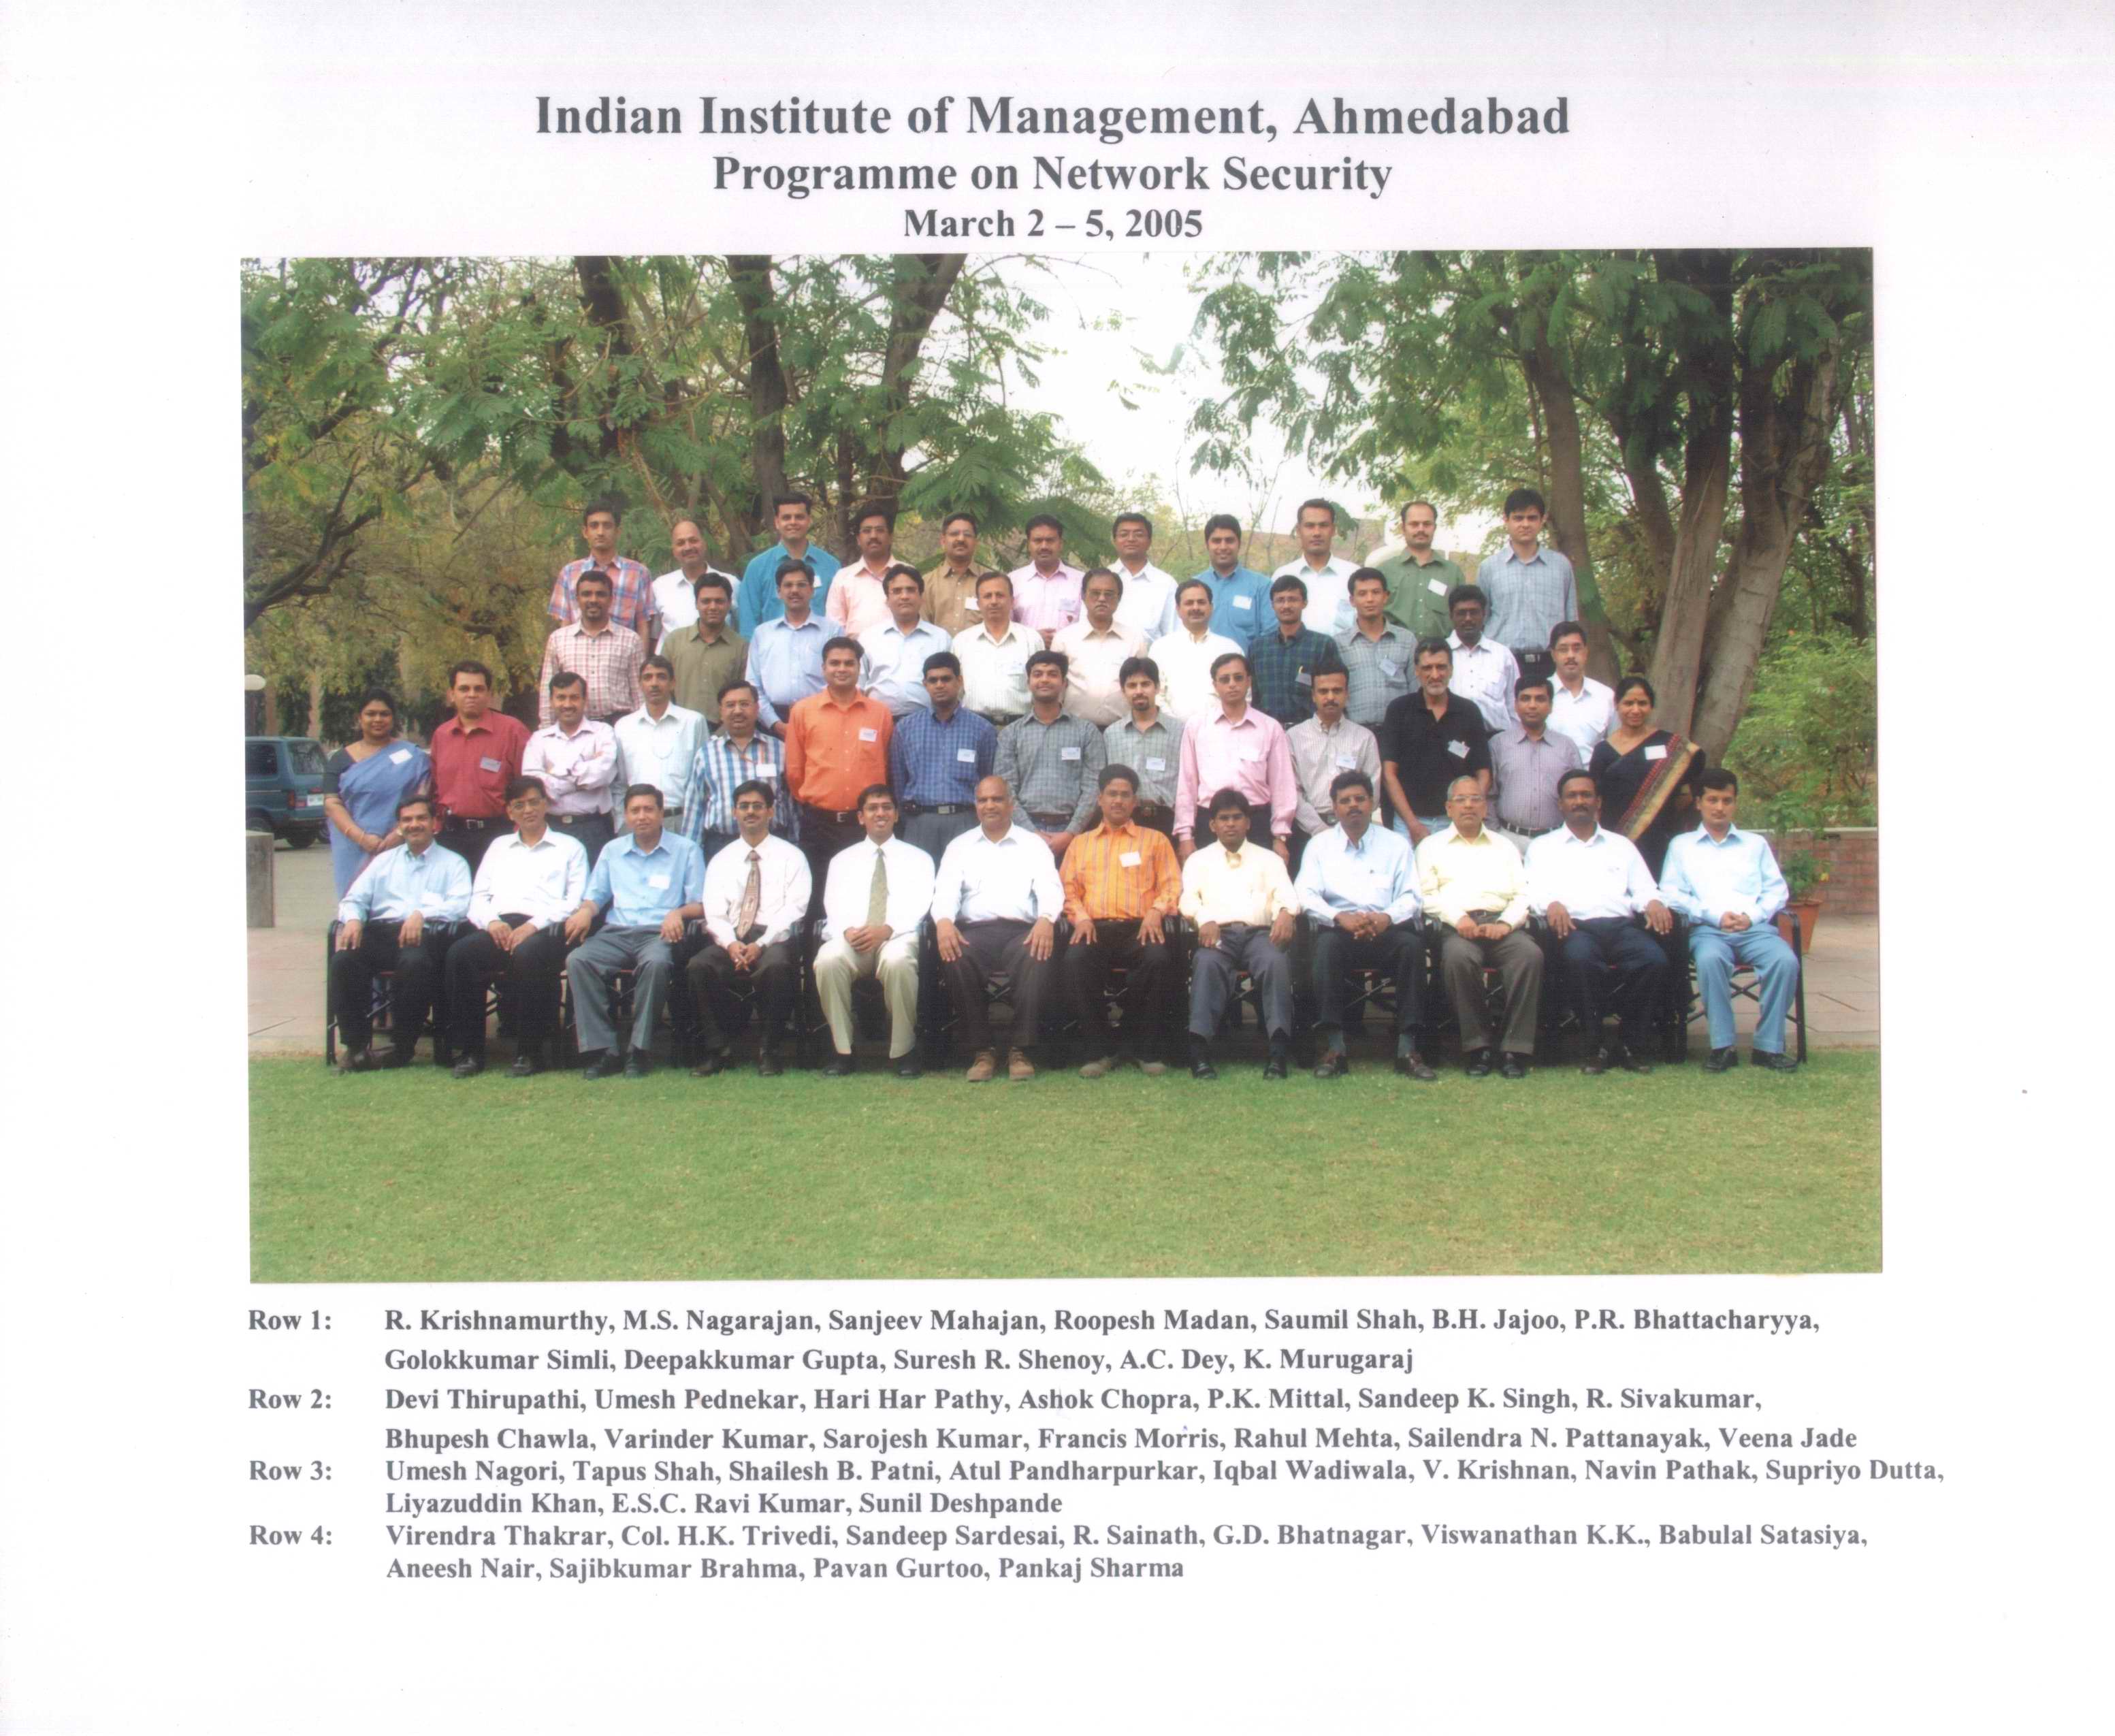 Indian Institute of Management, Ahmedabad
Programme on Network Security
March 2 – 5, 2005
Row 1: R. Krishnamurthy, M.S. Nagarajan, Sanjeev Mahajan, Roopesh Madan, Saumil Shah, B.H. Jajoo, P.R. Bhattacharyya,
Golokkumar Simli, Deepakkumar Gupta, Suresh R. Shenoy, A.C. Dey, K. Murugaraj
Row 2: Devi Thirupathi, Umesh Pednekar, Hari Har Pathy, Ashok Chopra, P.K. Mittal, Sandeep K. Singh, R. Sivakumar,
Bhupesh Chawla, Varinder Kumar, Sarojesh Kumar, Francis Morris, Rahul Mehta, Sailendra N. Pattanayak, Veena Jade
Row 3: Umesh Nagori, Tapus Shah, Shailesh B. Patni, Atul Pandharpurkar, Iqbal Wadiwala, V. Krishnan, Navin Pathak, Supriyo Dutta,
Liyazuddin Khan, E.S.C. Ravi Kumar, Sunil Deshpande
Row 4: Virendra Thakrar, Col. H.K. Trivedi, Sandeep Sardesai, R. Sainath, G.D. Bhatnagar, Viswanathan K.K., Babulal Satasiya,
Aneesh Nair, Sajibkumar Brahma, Pavan Gurtoo, Pankaj Sharma